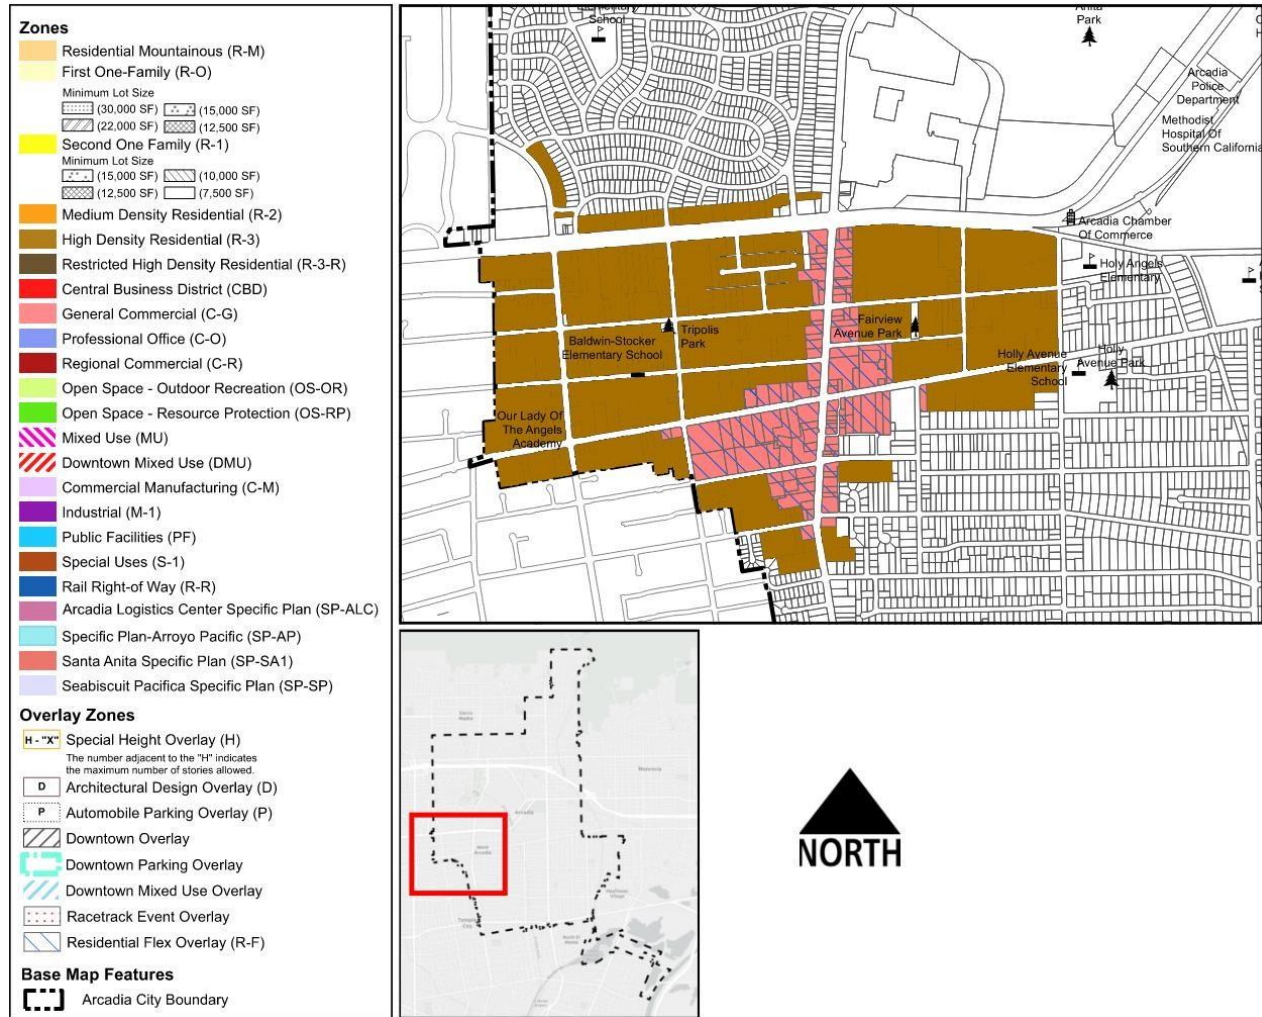 Zones
Residential Mountainous (R-M)
First One-Family (R-O)
Minimum Lot Size
(30,000 SF) (15,000 SF)
(22,000 SF) (12,500 SF)
Second One Family (R-1)
Minimum Lot Size
(15,000 SF) (10,000 SF)
(12,500 SF) (7,500 SF)
Medium Density Residential (R-2)
High Density Residential (R-3)
Restricted High Density Residential (R-3-R)
Central Business District (CBD)
General Commercial (C-G)
Professional Office (C-O)
Regional Commercial (C-R)
Open Space - Outdoor Recreation (OS-OR)
Open Space - Resource Protection (OS-RP)
Mixed Use (MU)
Downtown Mixed Use (DMU)
Commercial Manufacturing (C-M)
Industrial (M-1)
Public Facilities (PF)
Special Uses (S-1)
Rail Right-of Way (R-R)
Arcadia Logistics Center Specific Plan (SP-ALC)
Specific Plan-Arroyo Pacific (SP-AP)
Santa Anita Specific Plan (SP-SA1)
Seabiscuit Pacifica Specific Plan (SP-SP)
Overlay Zones
H - "X" Special Height Overlay (H)
The number adjacent to the "H" indicates
the maximum number of stories allowed.
D Architectural Design Overlay (D)
P Automobile Parking Overlay (P)
Downtown Overlay
Downtown Parking Overlay
Downtown Mixed Use Overlay
Racetrack Event Overlay
Residential Flex Overlay (R-F)
Base Map Features
Arcadia City Boundary
School
Park
Arcadia
Police
Department
Methodist
Hospital Of
Southern California
Arcadia Chamber
Of Commerce
Holy Angels
Elementary
Fairview
Avenue Park
Tripolis
Park
Baldwin-Stocker
Elementary School
Holly Avenue
Elementary
School
Holly
Avenue Park
Our Lady Of
The Angels
Academy
Sierra
Madre
Monrovia
Arcadia
West
Arcadia
Temple
City
NORTH